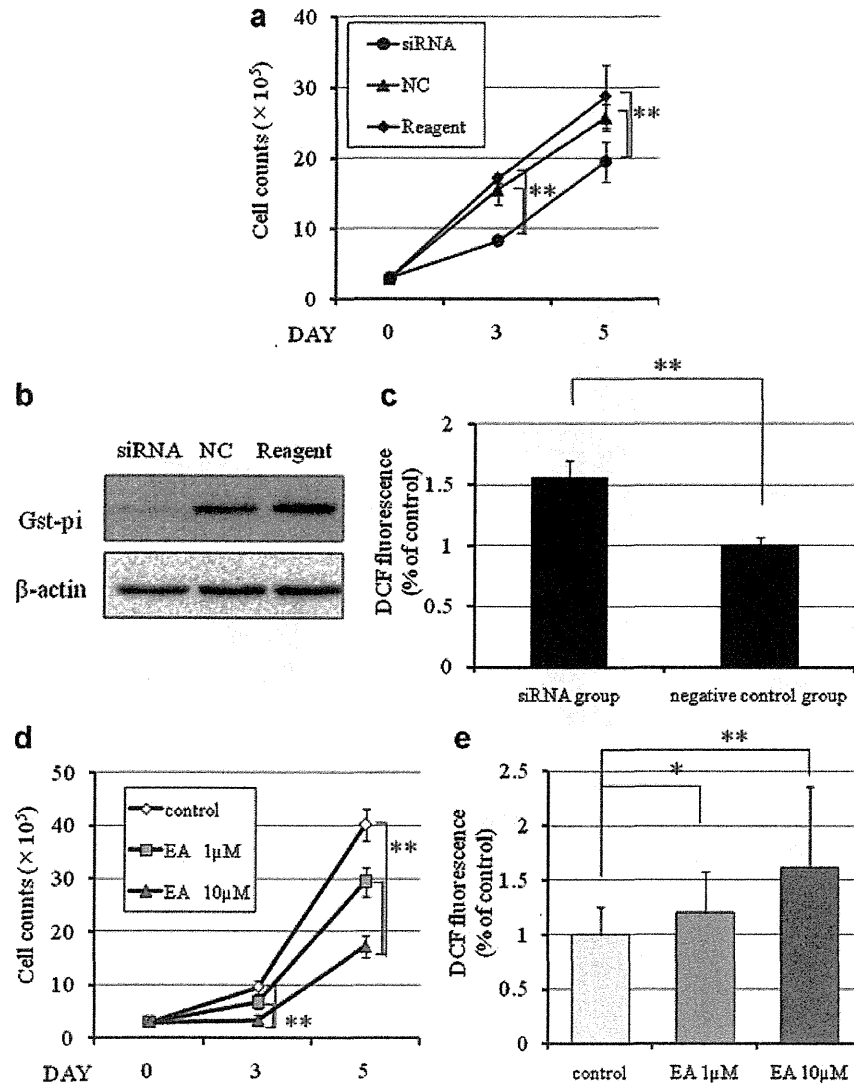 a
40
30
20
10
0
Cell counts (×10⁵)
siRNA
NC
Reagent
**
**
DAY 0 3 5
b
siRNA NC Reagent
Gst-pi
β-actin
c
**
2
1.5
1
0.5
0
DCF fluorescence
(% of control)
siRNA group negative control group
d
50
40
30
20
10
0
Cell counts (×10⁵)
control
EA 1μM
EA 10μM
**
**
DAY 0 3 5
e
**
*
2.5
2
1.5
1
0.5
0
DCF fluorescence
(% of control)
control EA 1μM EA 10μM